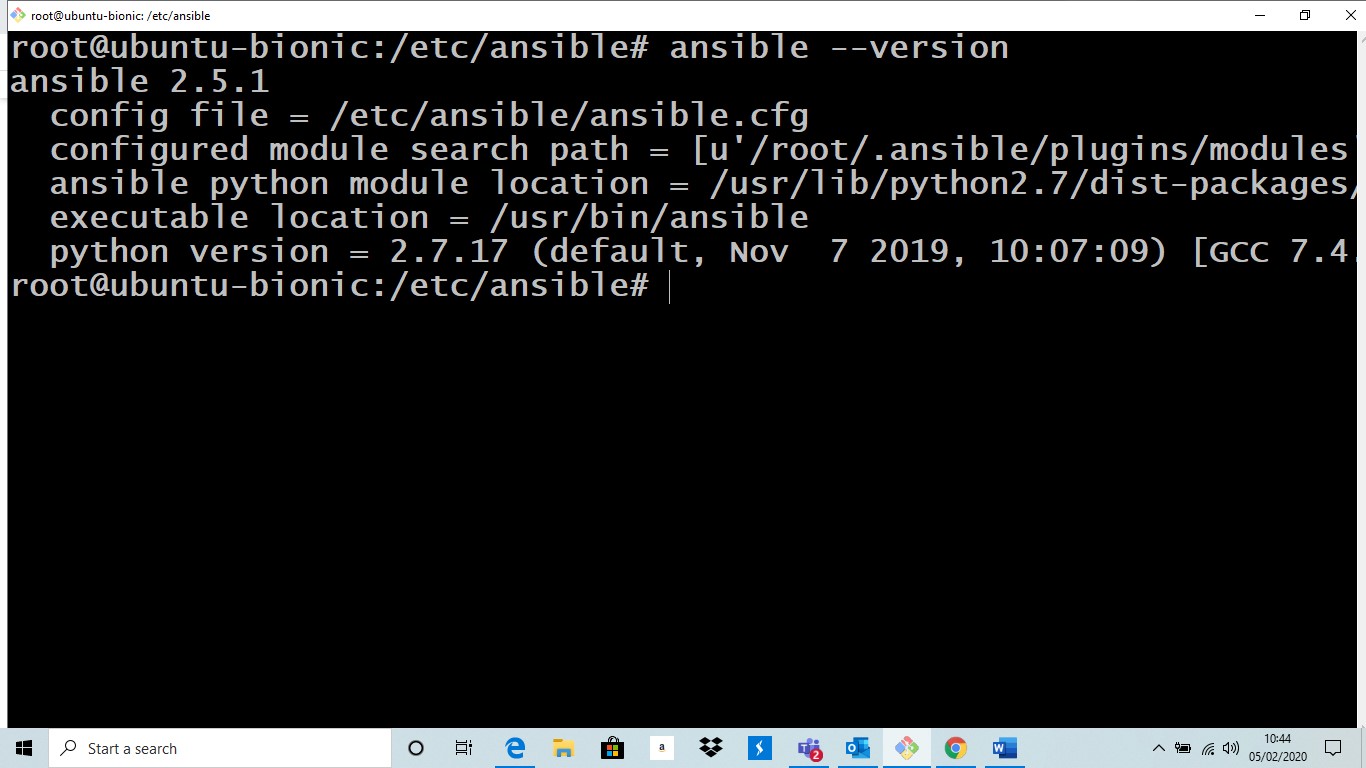 root@ubuntu-bionic: /etc/ansible
root@ubuntu-bionic:/etc/ansible# ansible --version
ansible 2.5.1
config file = /etc/ansible/ansible.cfg
configured module search path = [u'/root/.ansible/plugins/modules'
ansible python module location = /usr/lib/python2.7/dist-packages/
executable location = /usr/bin/ansible
python version = 2.7.17 (default, Nov  7 2019, 10:07:09) [GCC 7.4.
root@ubuntu-bionic:/etc/ansible#
Start a search
a
2
10:44
05/02/2020